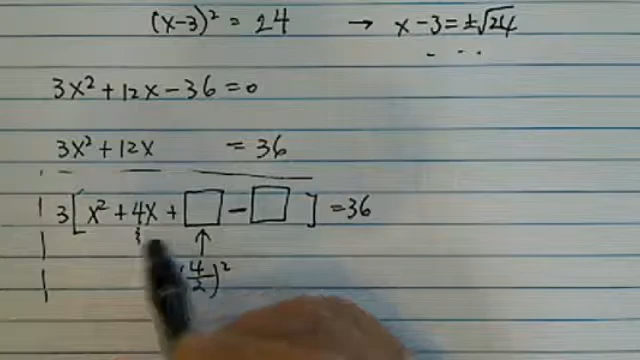 (x-3)² = 24 → x-3=±√24
3x²+12x-36=0
3x²+12x = 36
3[x²+4x+□-□]=36
(4/2)²